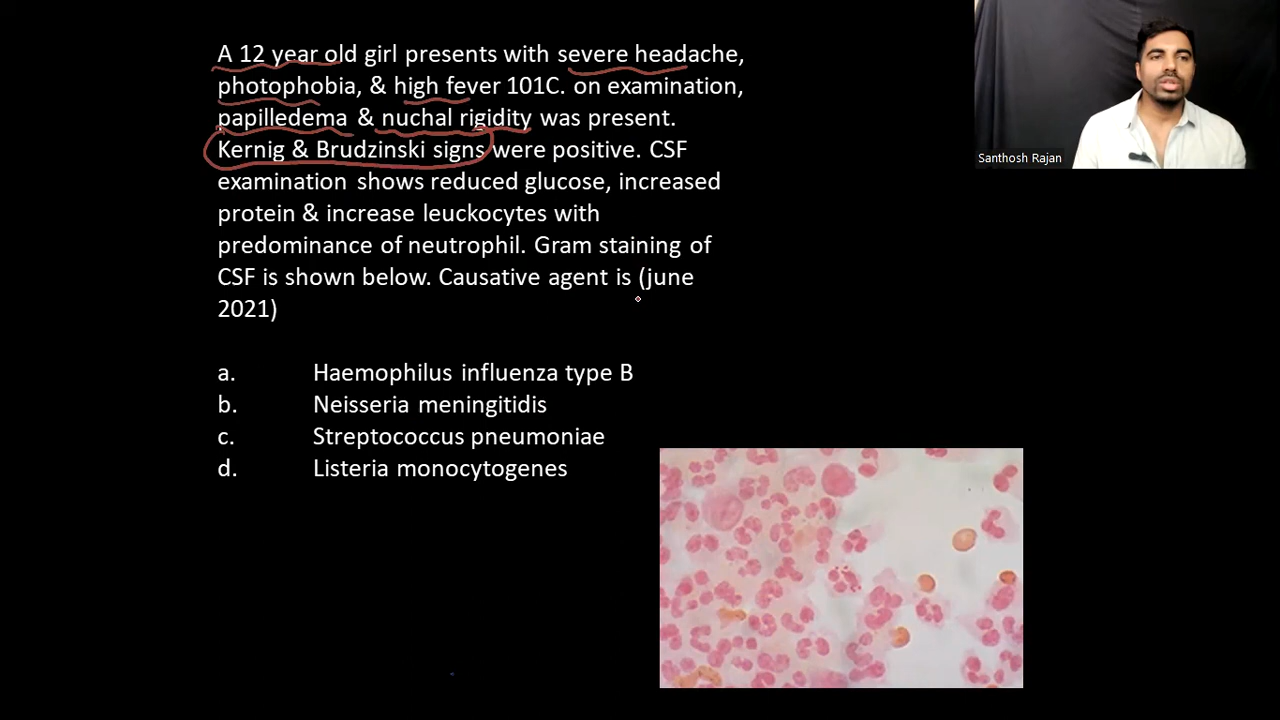 A 12 year old girl presents with severe headache,
photophobia, & high fever 101C. on examination,
papilledema & nuchal rigidity was present.
Kernig & Brudzinski signs were positive. CSF
examination shows reduced glucose, increased
protein & increase leuckocytes with
predominance of neutrophil. Gram staining of
CSF is shown below. Causative agent is (june
2021)
a. Haemophilus influenza type B
b. Neisseria meningitidis
c. Streptococcus pneumoniae
d. Listeria monocytogenes
Santhosh Rajan